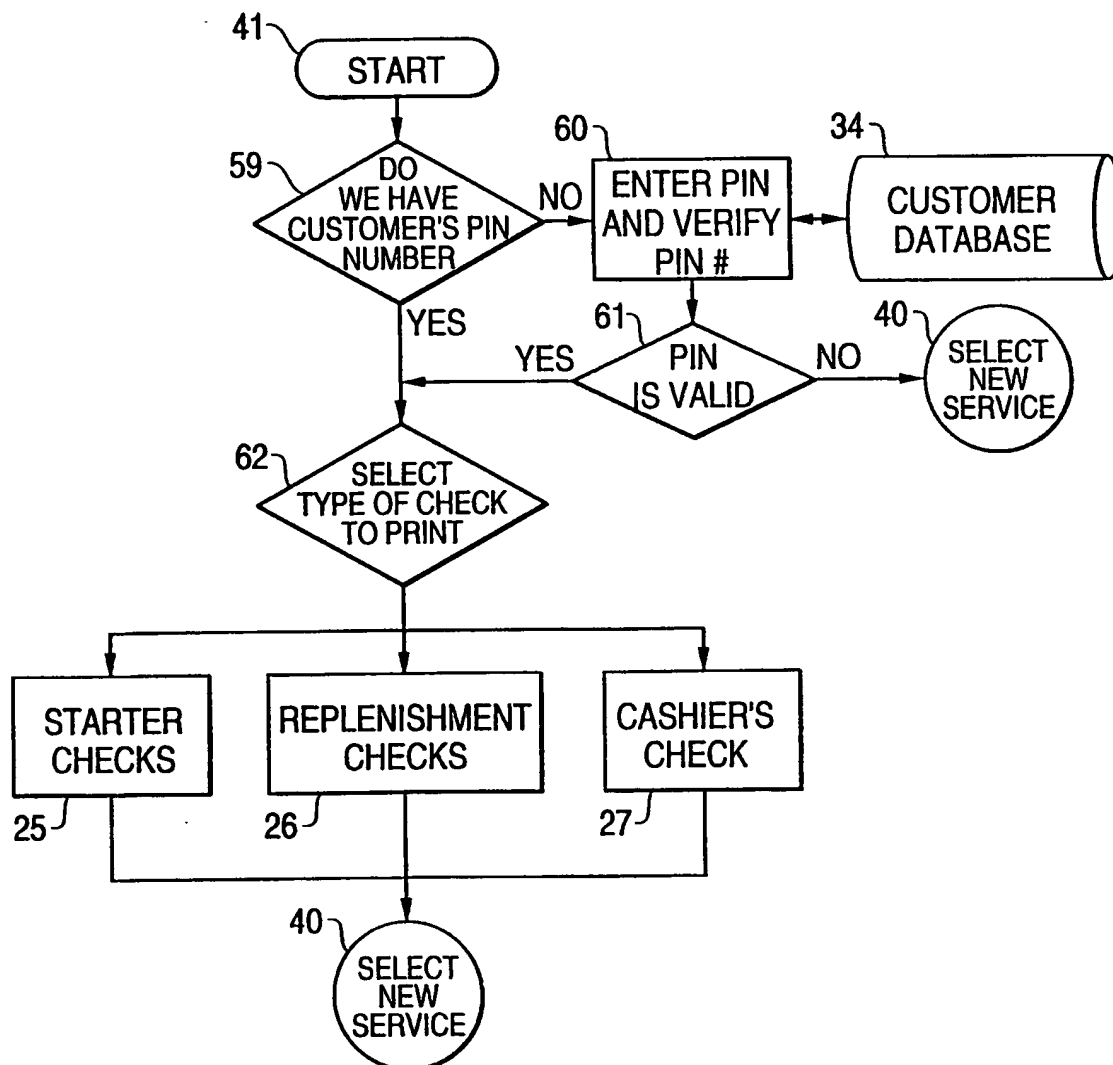 41
START
59
DO
WE HAVE
CUSTOMER'S PIN
NUMBER
NO
60
ENTER PIN
AND VERIFY
PIN #
34
CUSTOMER
DATABASE
YES
61
PIN
IS VALID
YES
NO
40
SELECT
NEW
SERVICE
62
SELECT
TYPE OF CHECK
TO PRINT
STARTER
CHECKS
25
REPLENISHMENT
CHECKS
26
CASHIER'S
CHECK
27
40
SELECT
NEW
SERVICE